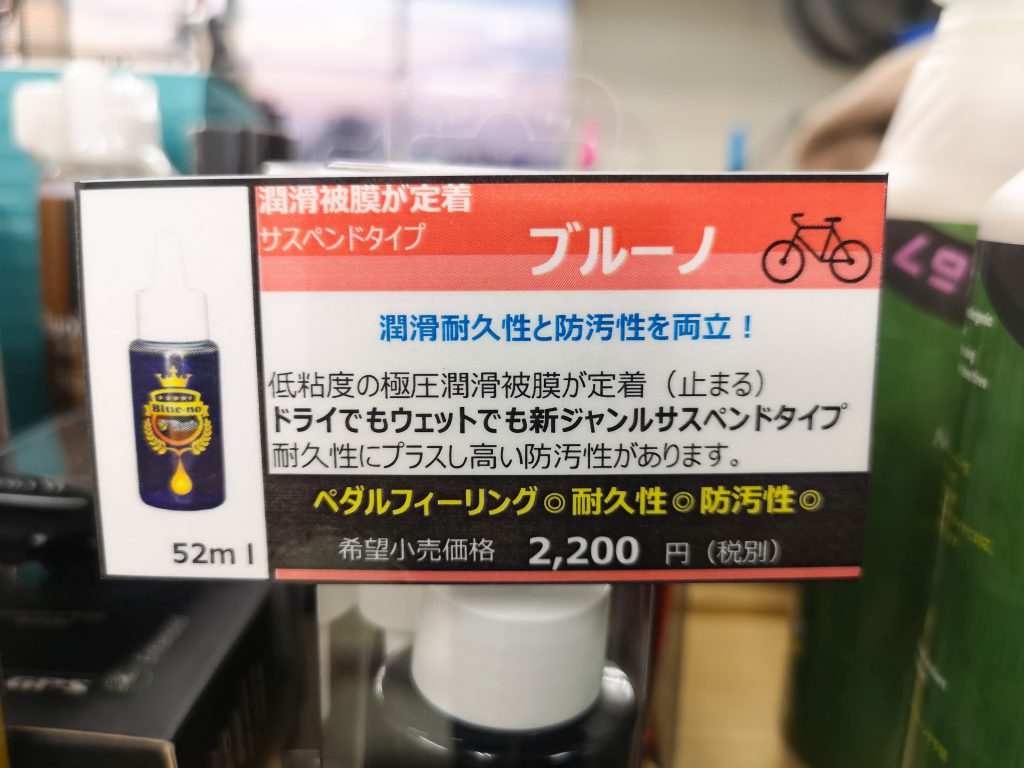 潤滑被膜が定着
サスペンドタイプ
ブルーノ
潤滑耐久性と防汚性を両立！
低粘度の極圧潤滑被膜が定着（止まる）
ドライでもウェットでも新ジャンルサスペンドタイプ
耐久性にプラスし高い防汚性があります。
ペダルフィーリング◎耐久性◎防汚性◎
希望小売価格 2,200 円（税別）
Blue-no
52ml
GPS